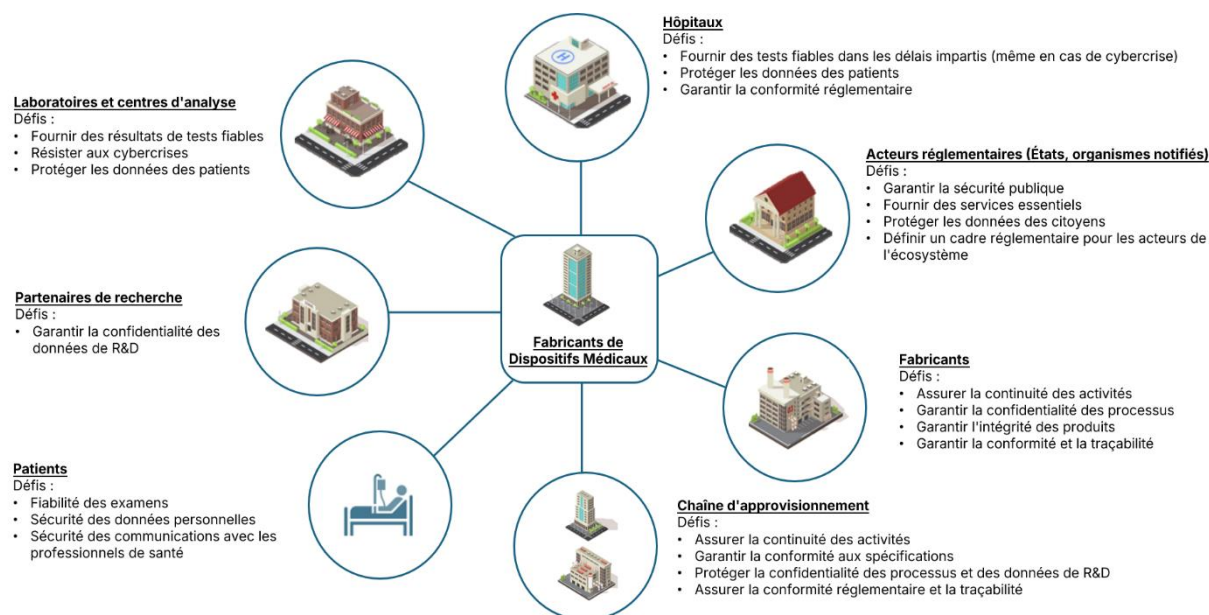 Hôpitaux
Défis :
• Fournir des tests fiables dans les délais impartis (même en cas de cybercrise)
• Protéger les données des patients
• Garantir la conformité réglementaire
Laboratoires et centres d'analyse
Défis :
• Fournir des résultats de tests fiables
• Résister aux cybercrises
• Protéger les données des patients
Acteurs réglementaires (États, organismes notifiés)
Défis :
• Garantir la sécurité publique
• Fournir des services essentiels
• Protéger les données des citoyens
• Définir un cadre réglementaire pour les acteurs de
l'écosystème
Partenaires de recherche
Défis :
• Garantir la confidentialité des
données de R&D
Fabricants de
Dispositifs Médicaux
Fabricants
Défis :
• Assurer la continuité des activités
• Garantir la confidentialité des processus
• Garantir l'intégrité des produits
• Garantir la conformité et la traçabilité
Patients
Défis :
• Fiabilité des examens
• Sécurité des données personnelles
• Sécurité des communications avec les
professionnels de santé
Chaîne d'approvisionnement
Défis :
• Assurer la continuité des activités
• Garantir la conformité aux spécifications
• Protéger la confidentialité des processus et des données de R&D
• Assurer la conformité réglementaire et la traçabilité
H